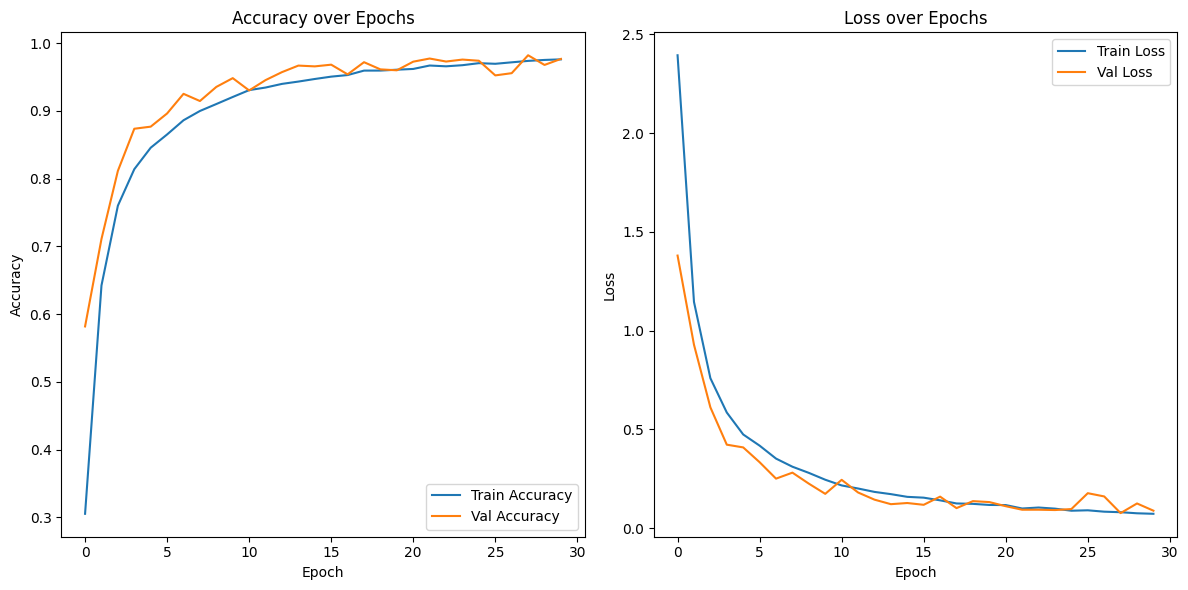 Accuracy over Epochs
1.0
0.9
0.8
0.7
0.6
0.5
0.4
0.3
Accuracy
Train Accuracy
Val Accuracy
0 5 10 15 20 25 30
Epoch
Loss over Epochs
2.5
2.0
1.5
1.0
0.5
0.0
Loss
Train Loss
Val Loss
0 5 10 15 20 25 30
Epoch